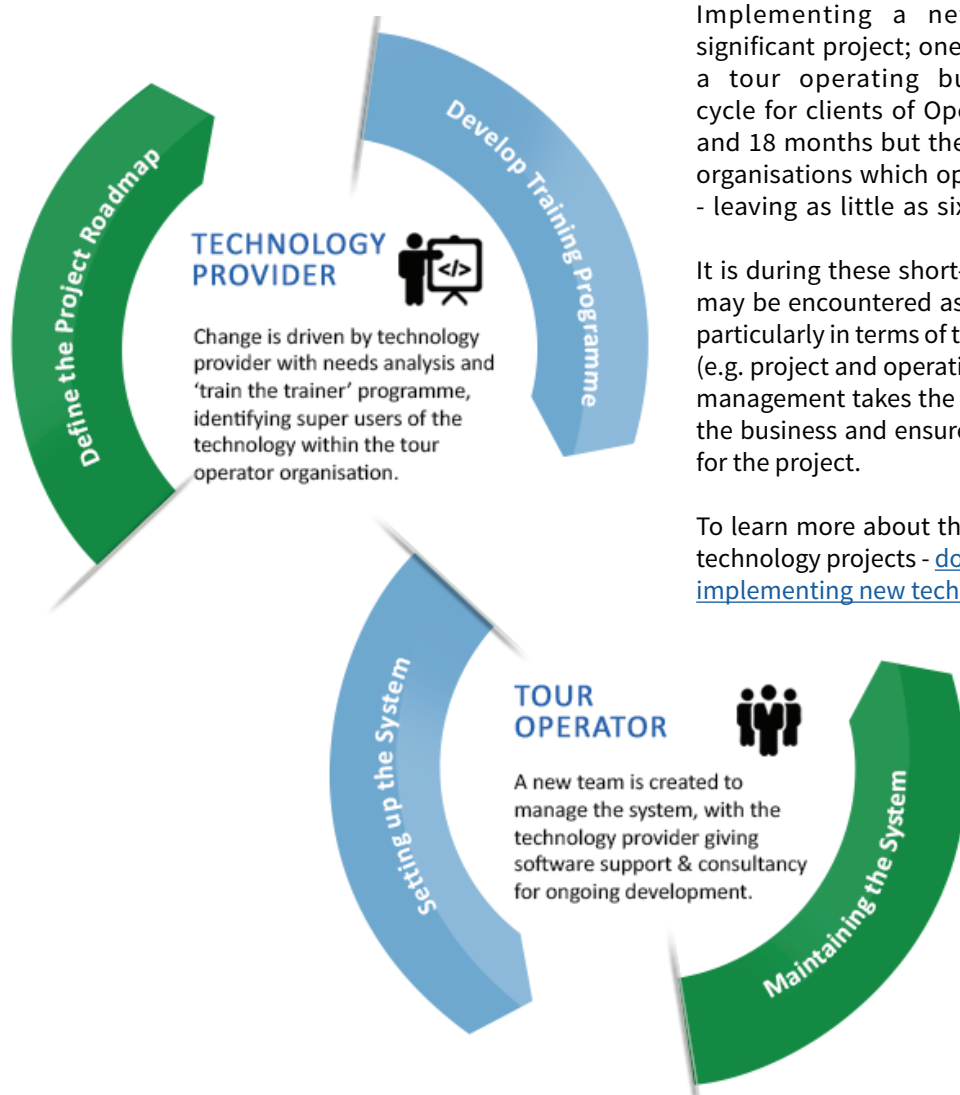 Define the Project Roadmap
Develop Training Programme
TECHNOLOGY
PROVIDER
</>
Change is driven by technology
provider with needs analysis and
‘train the trainer’ programme,
identifying super users of the
technology within the tour
operator organisation.
Implementing a ne
significant project; one
a tour operating bu
cycle for clients of Ope
and 18 months but the
organisations which op
- leaving as little as six
It is during these short-
may be encountered as
particularly in terms of t
(e.g. project and operati
management takes the
the business and ensure
for the project.
To learn more about th
technology projects - do
implementing new tech
Setting up the System
TOUR
OPERATOR
A new team is created to
manage the system, with the
technology provider giving
software support & consultancy
for ongoing development.
Maintaining the System